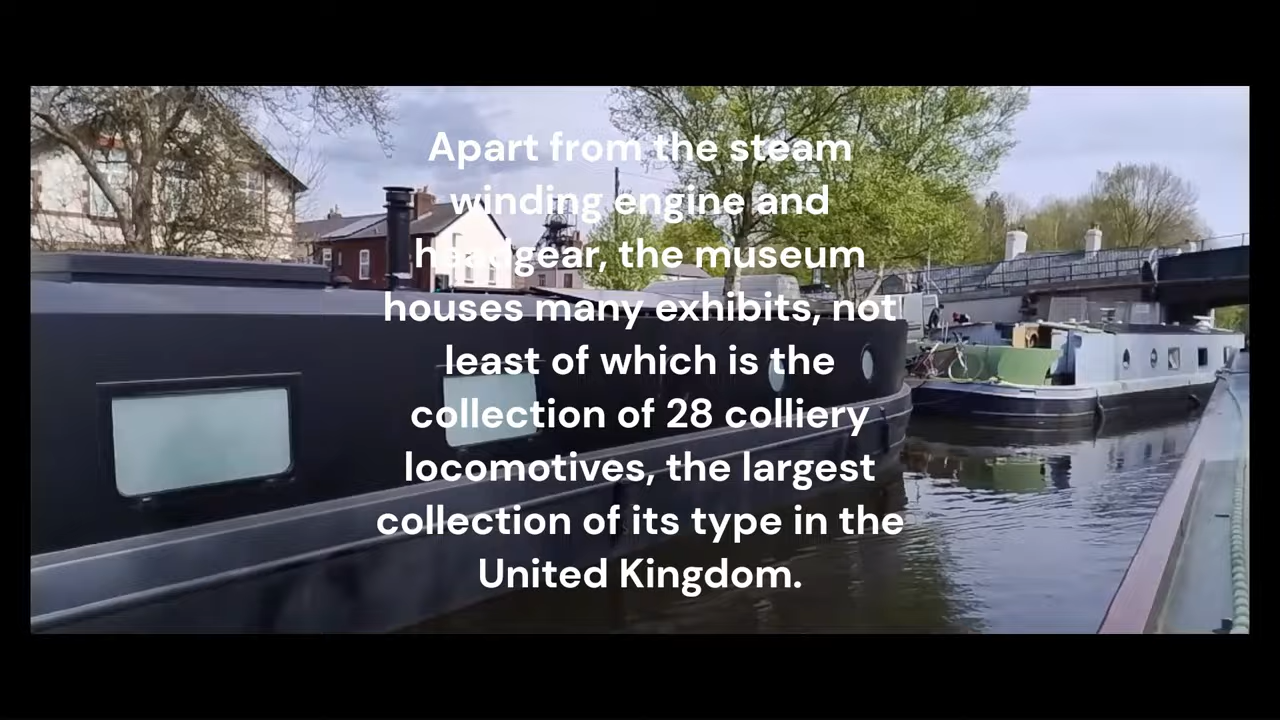 Apart from the steam
winding engine and
headgear, the museum
houses many exhibits, not
least of which is the
collection of 28 colliery
locomotives, the largest
collection of its type in the
United Kingdom.